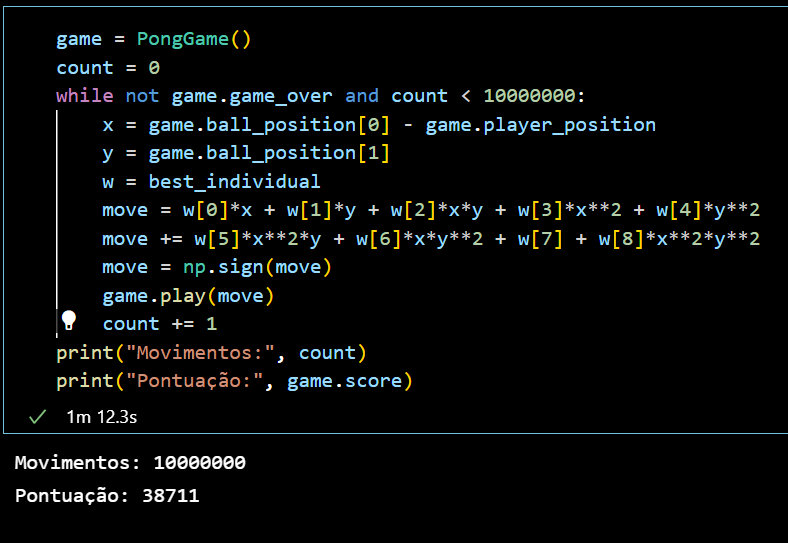 game = PongGame()
count = 0
while not game.game_over and count < 10000000:
    x = game.ball_position[0] - game.player_position
    y = game.ball_position[1]
    w = best_individual
    move = w[0]*x + w[1]*y + w[2]*x*y + w[3]*x**2 + w[4]*y**2
    move += w[5]*x**2*y + w[6]*x*y**2 + w[7] + w[8]*x**2*y**2
    move = np.sign(move)
    game.play(move)
    count += 1
print("Movimentos:", count)
print("Pontuação:", game.score)
1m 12.3s
Movimentos: 10000000
Pontuação: 38711